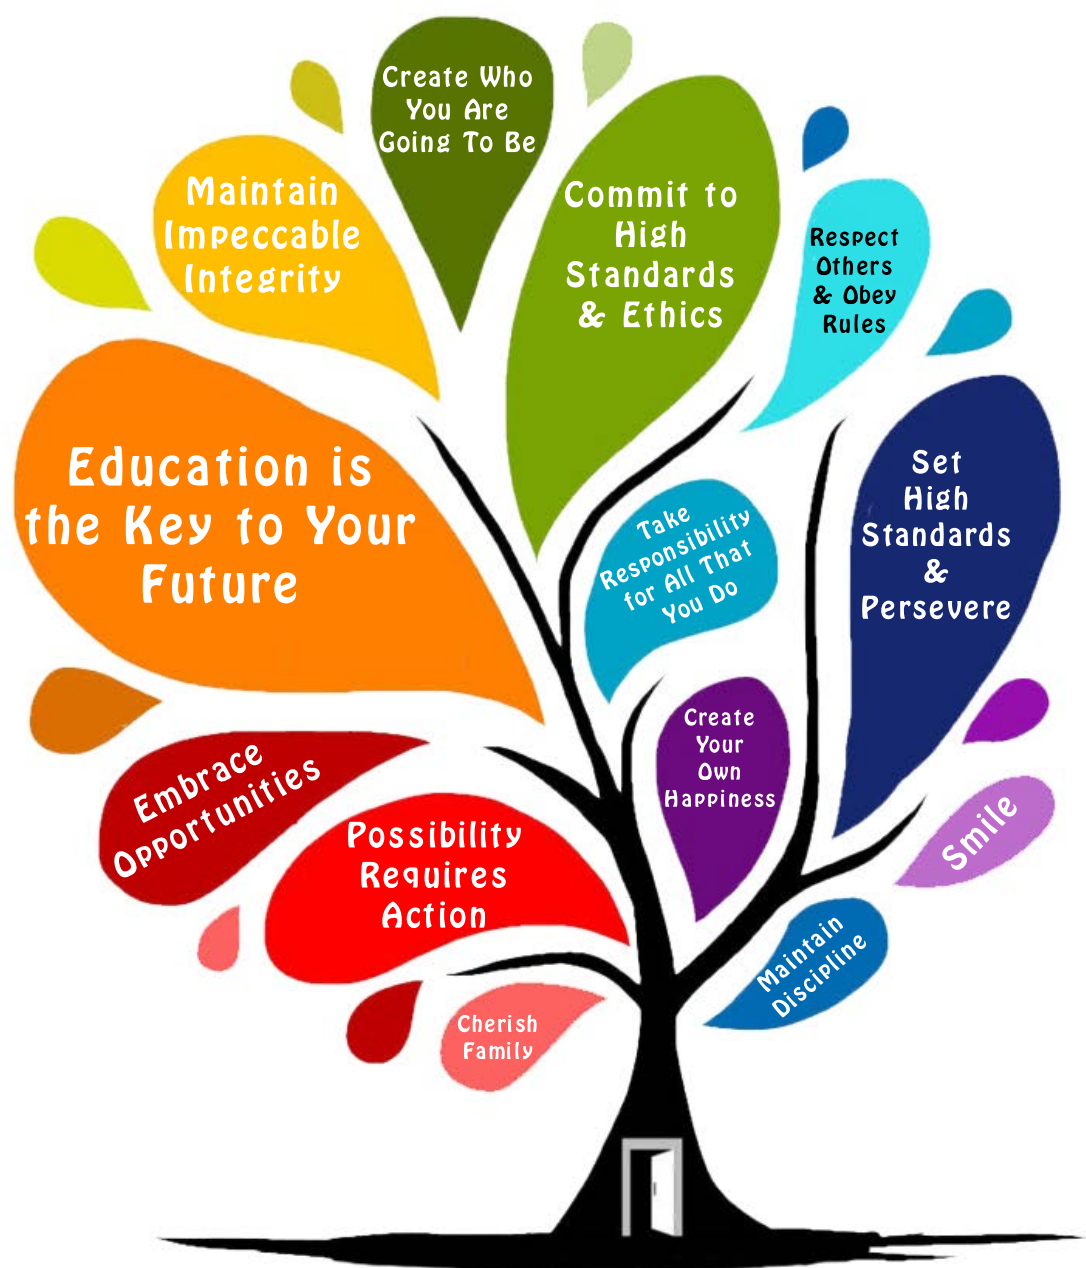 Create Who
You Are
Going To Be
Maintain
Impeccable
Integrity
Commit to
High
Standards
& Ethics
Respect
Others
& Obey
Rules
Education is
the Key to Your
Future
Take
Responsibility
for All That
You Do
Set
High
Standards
&
Persevere
Create
Your
Own
Happiness
Embrace
Opportunities
Possibility
Requires
Action
Smile
Maintain
Discipline
Cherish
Family